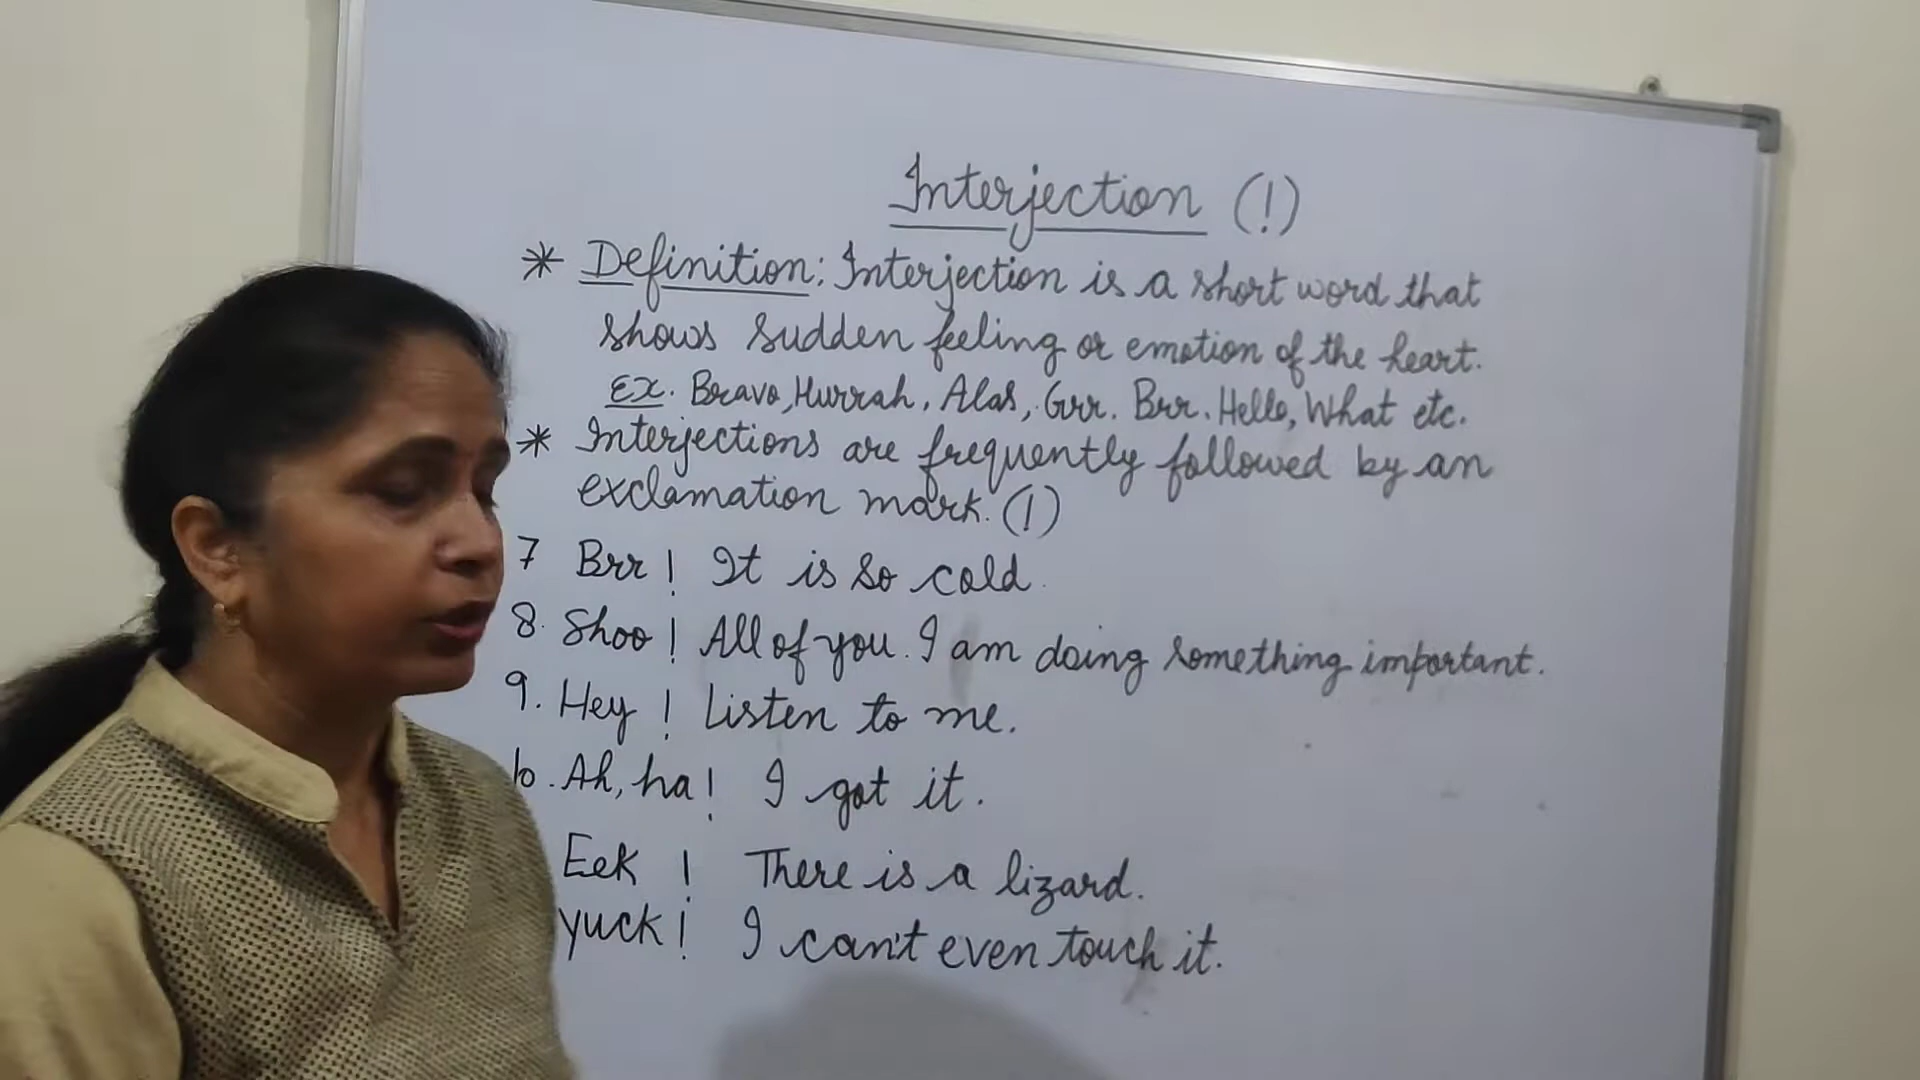 Interjection (!)
* Definition: Interjection is a short word that
shows sudden feeling or emotion of the heart.
Ex. Bravo, Hurrah, Alas, Grr. Brr. Hello, What etc.
* Interjections are frequently followed by an
exclamation mark. (!)
7 Brr! It is so cold.
8. Shoo! All of you. I am doing something important.
9. Hey! Listen to me.
10. Ah, ha! I got it.
Eek! There is a lizard.
Yuck! I can't even touch it.